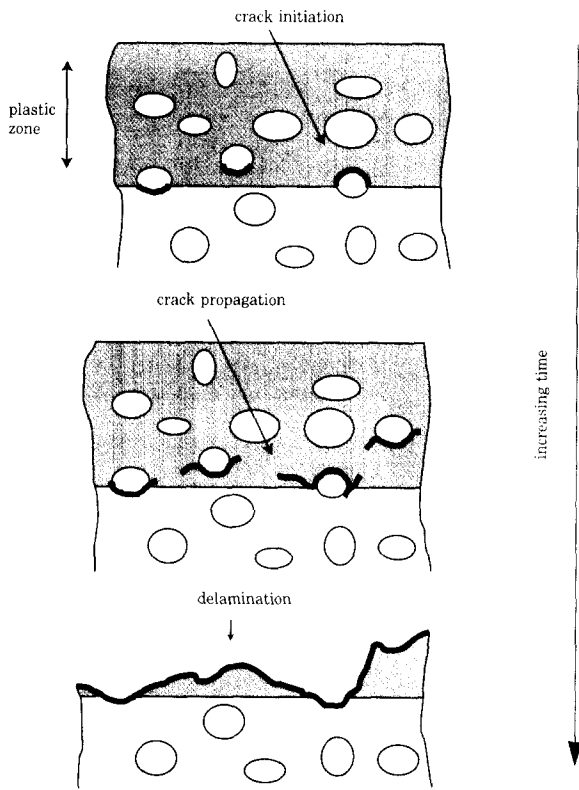 crack initiation
plastic
zone
crack propagation
increasing time
delamination